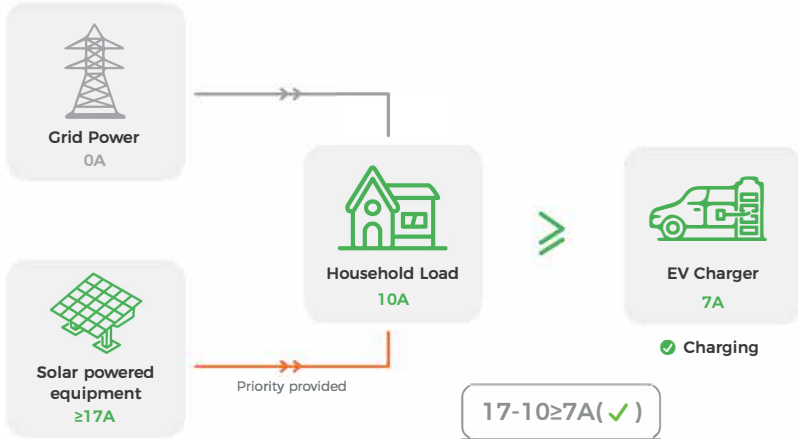 Grid Power
0A
Household Load
10A
EV Charger
7A
Charging
Solar powered
equipment
≥17A
Priority provided
17-10≥7A(✓)